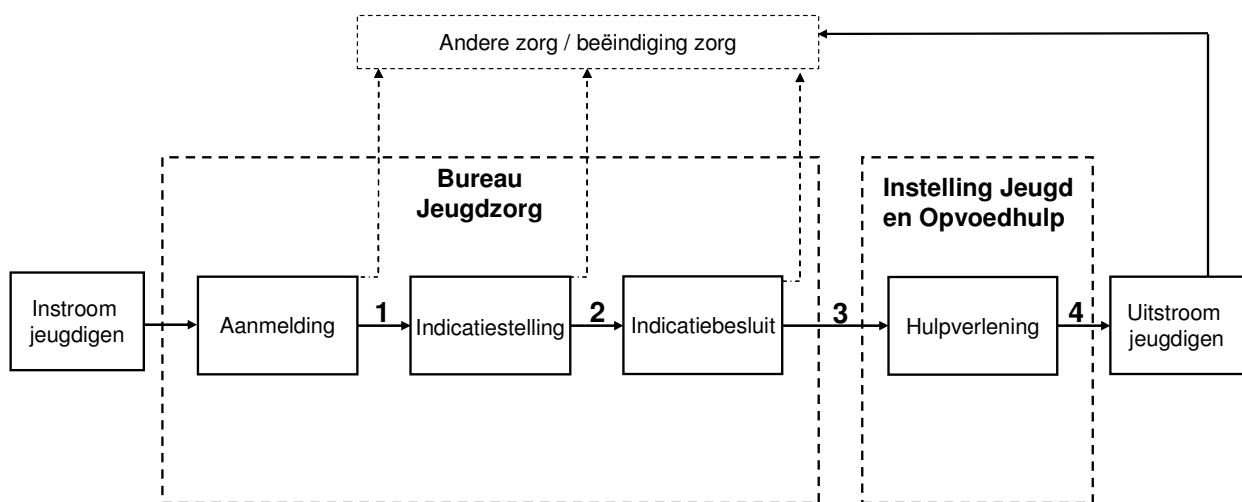 Andere zorg / beëindiging zorg
Bureau
Jeugdzorg
Instelling Jeugd
en Opvoedhulp
Instroom
jeugdigen
Aanmelding
1
Indicatiestelling
2
Indicatiebesluit
3
Hulpverlening
4
Uitstroom
jeugdigen